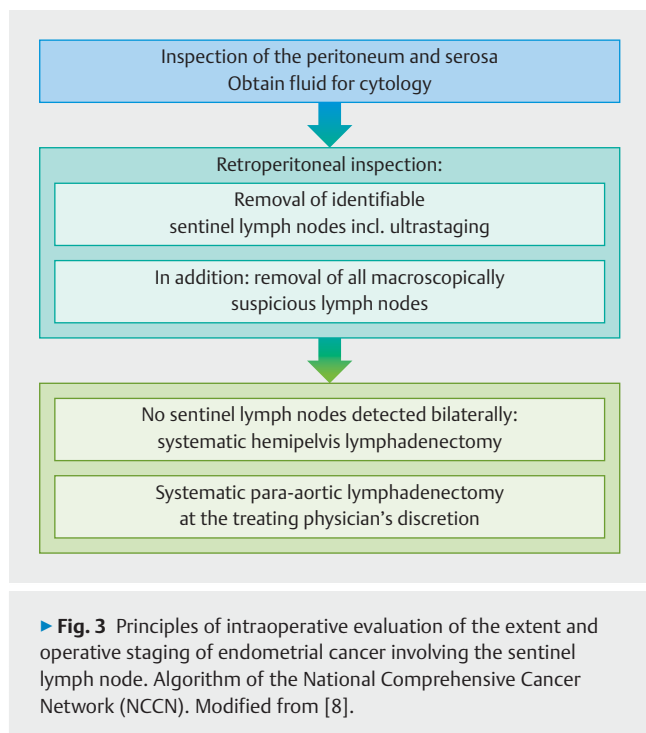 Inspection of the peritoneum and serosa
Obtain fluid for cytology
Retroperitoneal inspection:
Removal of identifiable
sentinel lymph nodes incl. ultrastaging
In addition: removal of all macroscopically
suspicious lymph nodes
No sentinel lymph nodes detected bilaterally:
systematic hemipelvis lymphadenectomy
Systematic para-aortic lymphadenectomy
at the treating physician’s discretion
▶ Fig. 3 Principles of intraoperative evaluation of the extent and
operative staging of endometrial cancer involving the sentinel
lymph node. Algorithm of the National Comprehensive Cancer
Network (NCCN). Modified from [8].